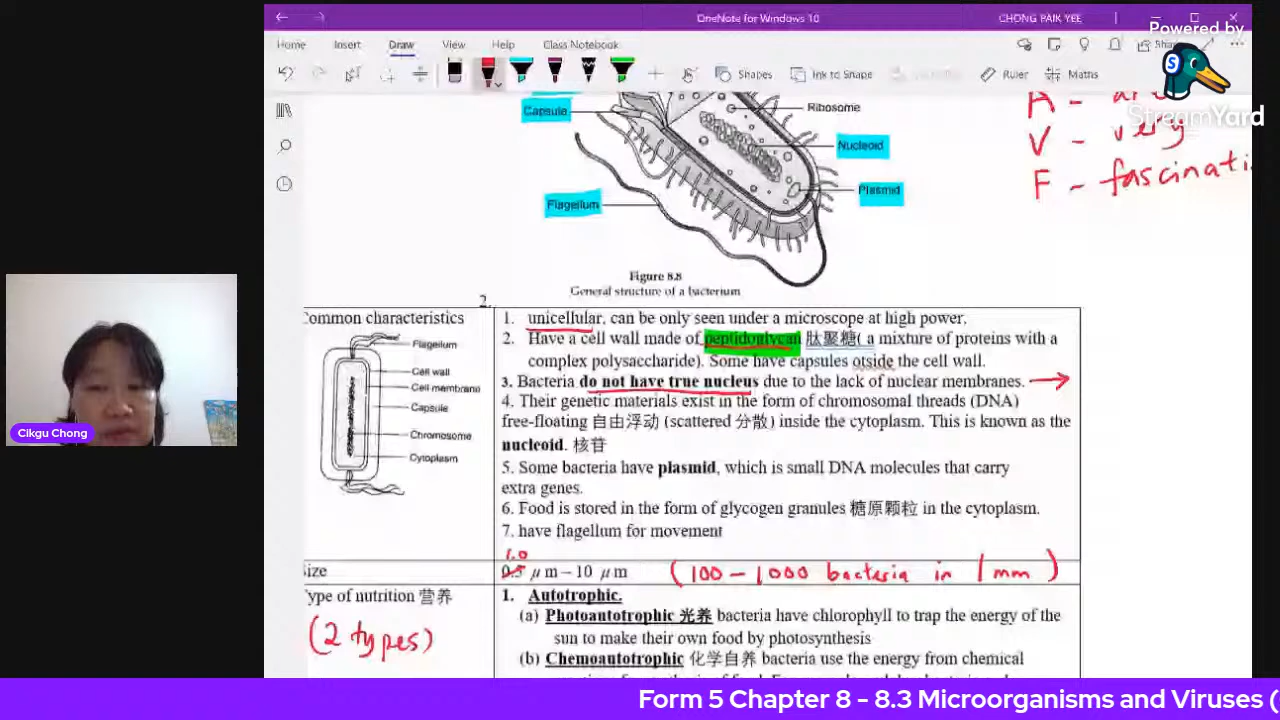 OneNote for Windows 10
CHONG PAIK YEE
Powered by
StreamYard
Home Insert Draw View Help Class Notebook
Shapes Ink to Shape Ruler Maths
Capsule
Ribosome
Nucleoid
Plasmid
Flagellum
A -
V - very
F - fascinati
Figure 8.8
General structure of a bacterium
2.
Common characteristics
Flagellum
Cell wall
Cell membrane
Capsule
Chromosome
Cytoplasm
1. unicellular, can be only seen under a microscope at high power.
2. Have a cell wall made of peptidoglycan 肽聚糖( a mixture of proteins with a
complex polysaccharide). Some have capsules otside the cell wall.
3. Bacteria do not have true nucleus due to the lack of nuclear membranes.
4. Their genetic materials exist in the form of chromosomal threads (DNA)
free-floating 自由浮动 (scattered 分散) inside the cytoplasm. This is known as the
nucleoid. 核苷
5. Some bacteria have plasmid, which is small DNA molecules that carry
extra genes.
6. Food is stored in the form of glycogen granules 糖原颗粒 in the cytoplasm.
7. have flagellum for movement
Size
1.0
0.5 μm – 10 μm (100 - 1000 bacteria in 1mm)
Type of nutrition 营养
(2 types)
1. Autotrophic.
(a) Photoautotrophic 光养 bacteria have chlorophyll to trap the energy of the
sun to make their own food by photosynthesis
(b) Chemoautotrophic 化学自养 bacteria use the energy from chemical
Cikgu Chong
Form 5 Chapter 8 - 8.3 Microorganisms and Viruses (